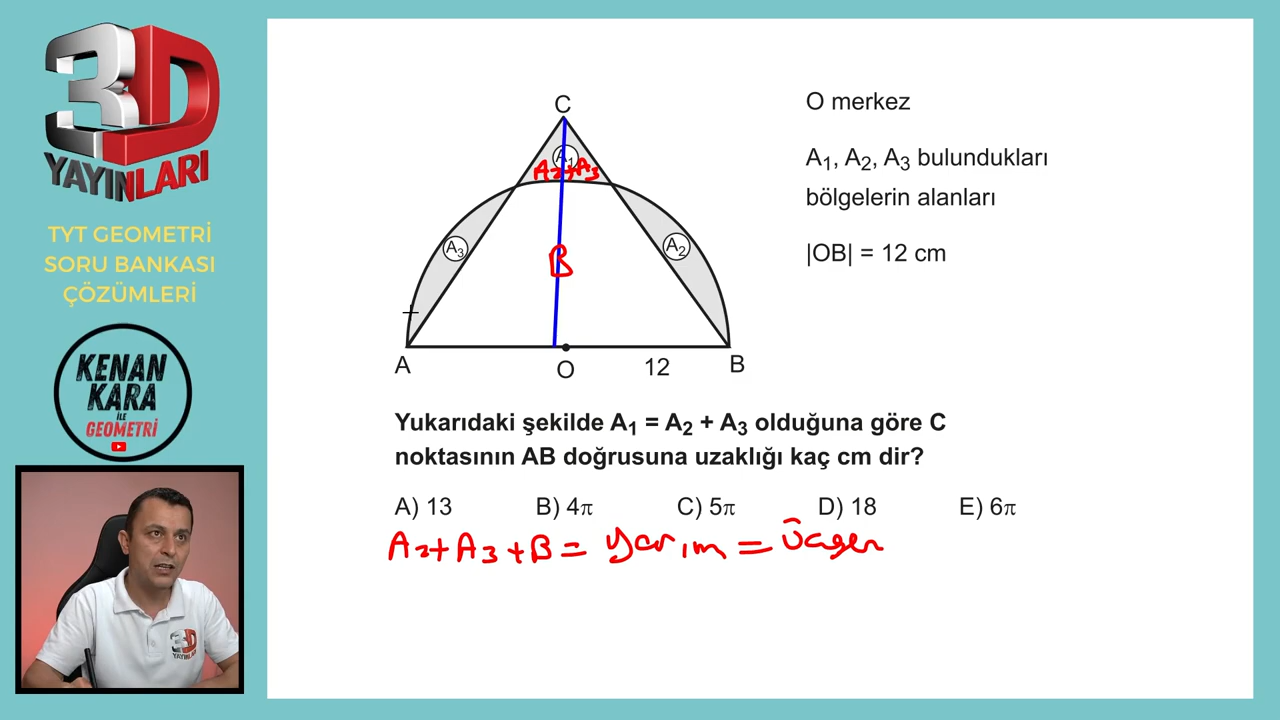 3D
YAYINLARI
TYT GEOMETRİ
SORU BANKASI
ÇÖZÜMLERİ
KENAN
KARA
İLE
GEOMETRİ
3D
YAYINLARI
C
A₁
A₂+A₃
A₃
A₂
B
A
O
12
B
O merkez
A₁, A₂, A₃ bulundukları
bölgelerin alanları
|OB| = 12 cm
Yukarıdaki şekilde A₁ = A₂ + A₃ olduğuna göre C
noktasının AB doğrusuna uzaklığı kaç cm dir?
A) 13 B) 4π C) 5π D) 18 E) 6π
A₂+A₃+B = Yarım = üçgen